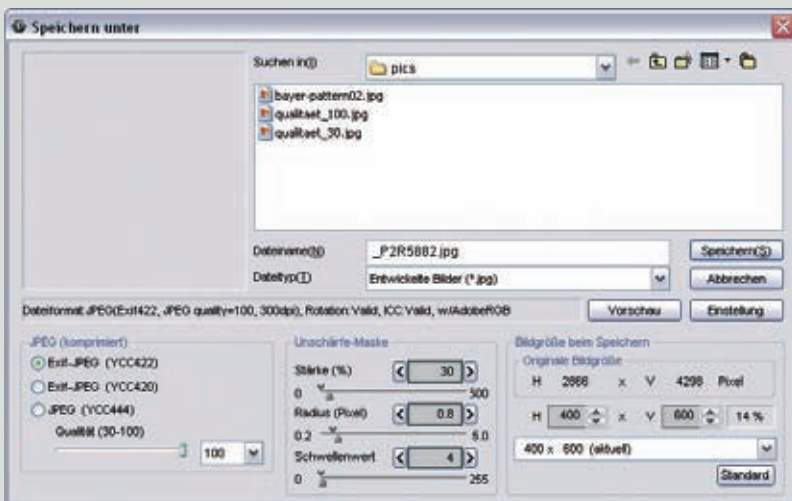 Speichern unter
Suchen in(I)
pics
bayer-pattern02.jpg
qualitaet_100.jpg
qualitaet_30.jpg
Dateiname(N)
_P2R5882.jpg
Speichern(S)
Dateityp(T)
Entwickelte Bilder (*.jpg)
Abbrechen
Dateiformat:JPEG(Exif422, JPEG quality=100, 300dpi), Rotation:Valid, ICC:Valid, w/AdobeRGB
Vorschau
Einstellung
JPEG (komprimiert)
Exif-JPEG (YCC422)
Exif-JPEG (YCC420)
JPEG (YCC444)
Qualität (30-100)
100
Unschärfe-Maske
Stärke (%)
30
0
500
Radius (Pixel)
0.8
0.2
6.0
Schwellenwert
4
0
255
Bildgröße beim Speichern
Originale Bildgröße
H 2866 x V 4298 Pixel
H 400 x V 600 14 %
400 x 600 (aktuell)
Standard